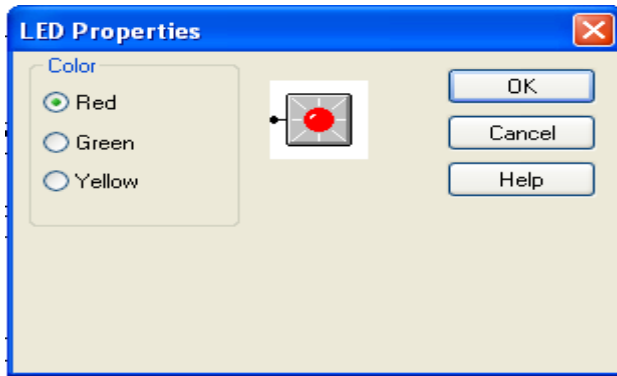 LED Properties
Color
Red
Green
Yellow
OK
Cancel
Help